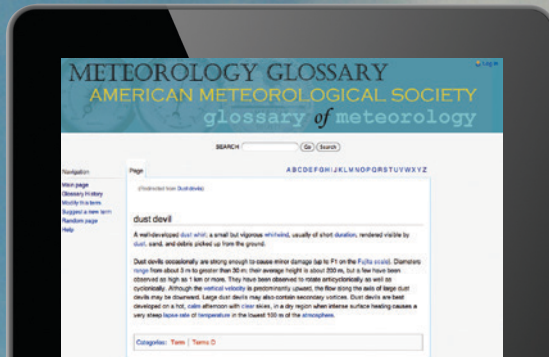 METEOROLOGY GLOSSARY
Log in
AMERICAN METEOROLOGICAL SOCIETY
glossary of meteorology
SEARCH Go Search
Navigation
Main page
Glossary History
Modify this term
Suggest a new term
Random page
Help
Page
A B C D E F G H I J K L M N O P Q R S T U V W X Y Z
(Redirected from Dust devils)
dust devil
A well-developed dust whirl; a small but vigorous whirlwind, usually of short duration, rendered visible by
dust, sand, and debris picked up from the ground.
Dust devils occasionally are strong enough to cause minor damage (up to F1 on the Fujita scale). Diameters
range from about 3 m to greater than 30 m; their average height is about 200 m, but a few have been
observed as high as 1 km or more. They have been observed to rotate anticyclonically as well as
cyclonically. Although the vertical velocity is predominantly upward, the flow along the axis of large dust
devils may be downward. Large dust devils may also contain secondary vortices. Dust devils are best
developed on a hot, calm afternoon with clear skies, in a dry region when intense surface heating causes a
very steep lapse rate of temperature in the lowest 100 m of the atmosphere.
Categories: Term | Terms D